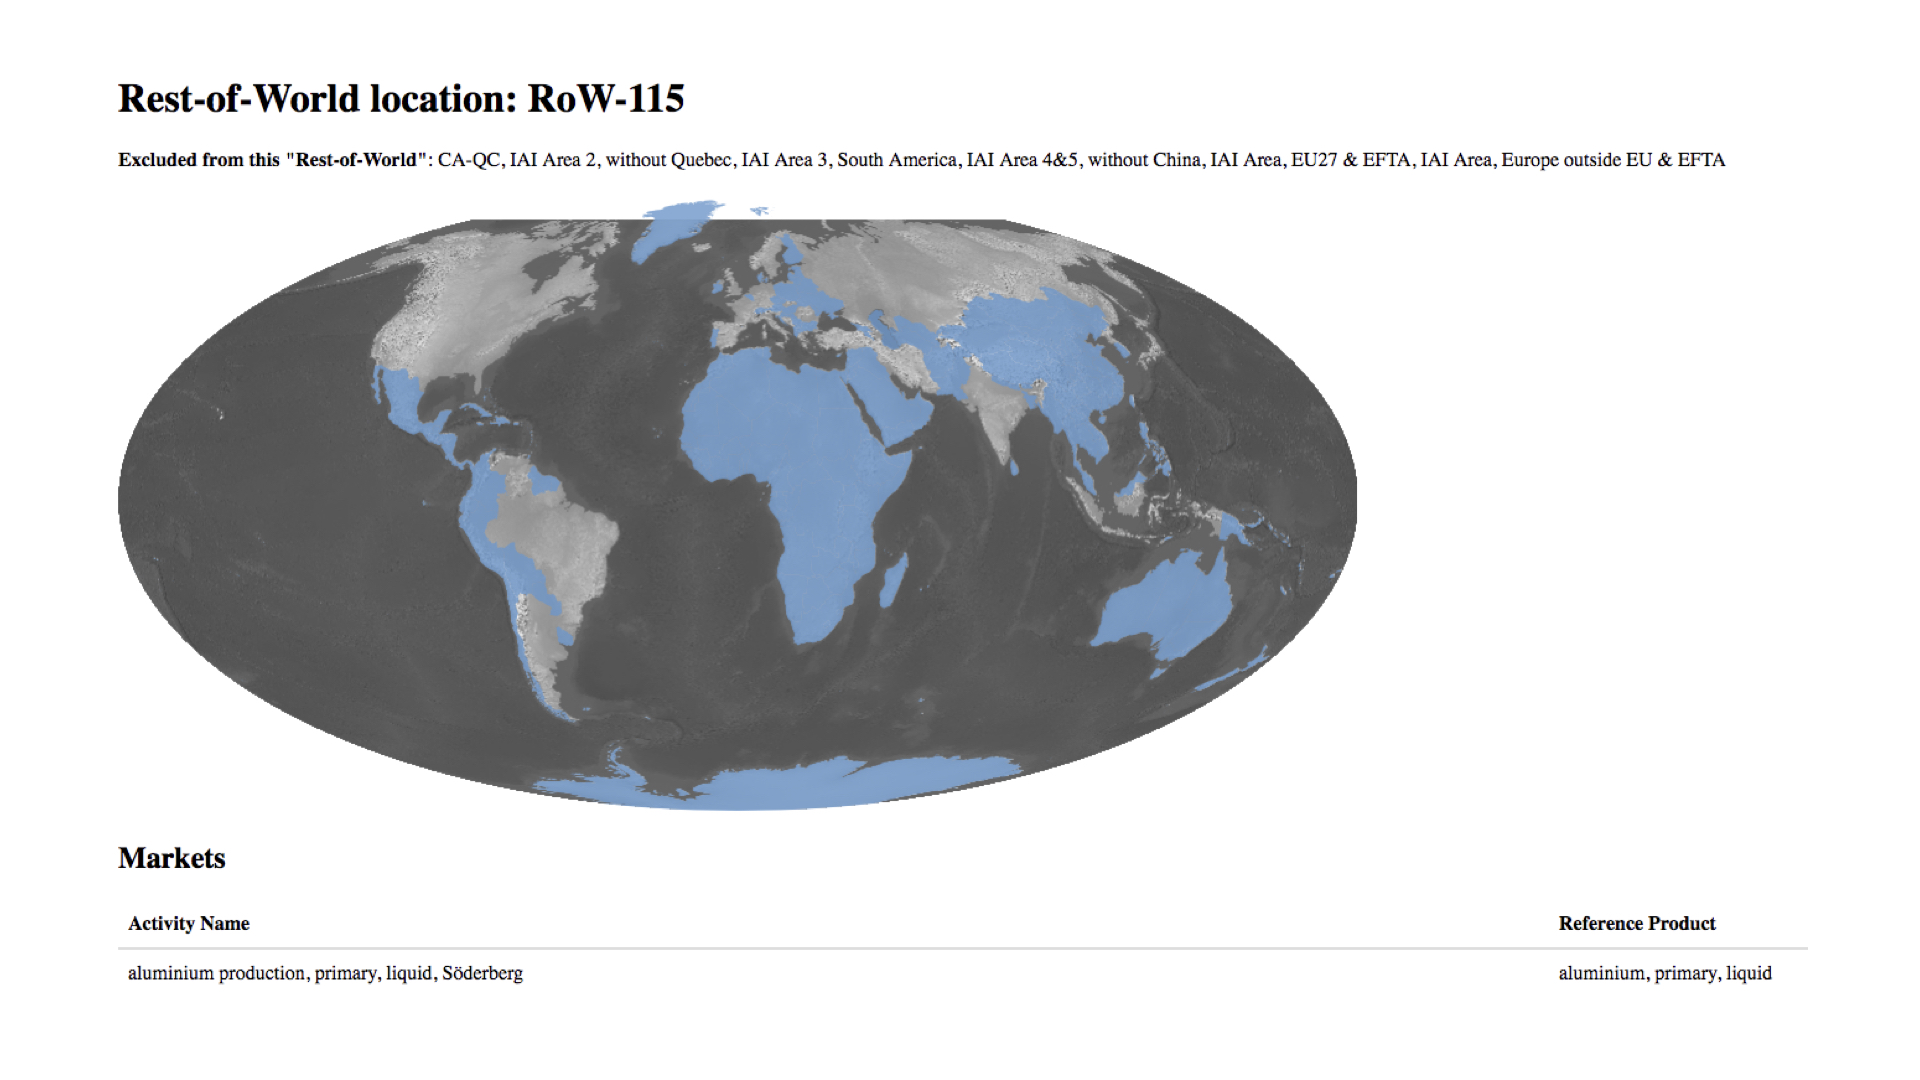 Rest-of-World location: RoW-115
Excluded from this "Rest-of-World": CA-QC, IAI Area 2, without Quebec, IAI Area 3, South America, IAI Area 4&5, without China, IAI Area, EU27 & EFTA, IAI Area, Europe outside EU & EFTA
Markets
Activity Name Reference Product
aluminium production, primary, liquid, Söderberg aluminium, primary, liquid